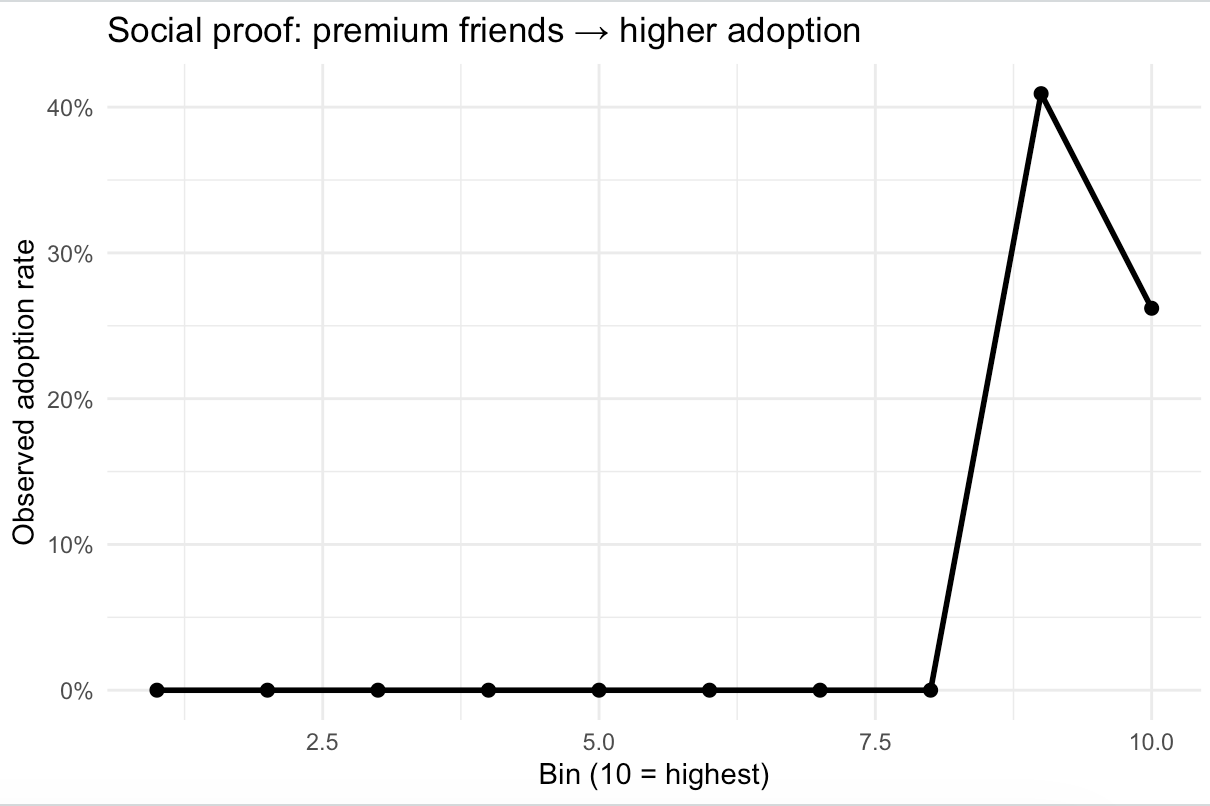 Social proof: premium friends → higher adoption
Observed adoption rate
40%
30%
20%
10%
0%
2.5 5.0 7.5 10.0
Bin (10 = highest)